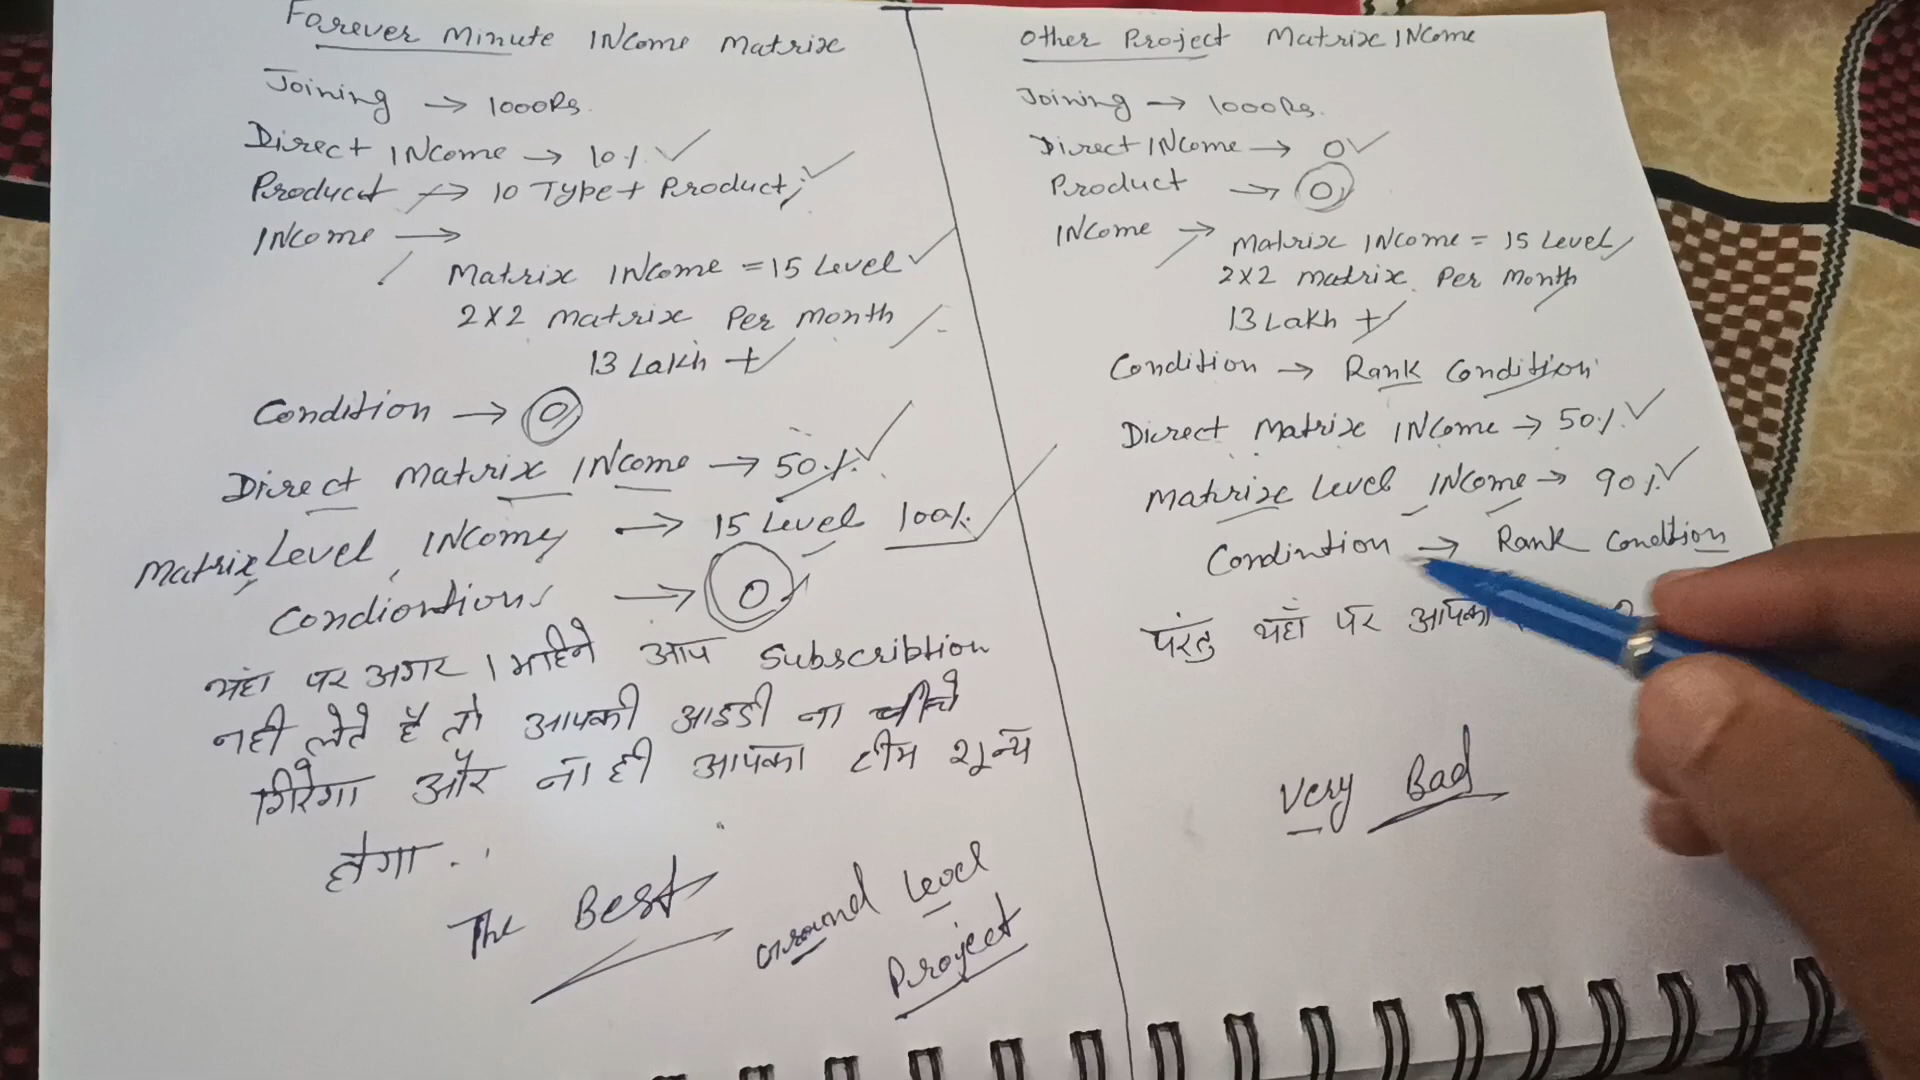 Forever Minute INcome Matrix
Joining → 1000Rs.
Direct INcome → 10%
Product → 10 Type + Product
INcome →
Matrix INcome = 15 Level
2x2 matrix Per month
13 Lakh +
Condition → 0
Direct Matrix INcome → 50%
Matrix Level INcome → 15 Level 100%
Condiontions → 0
यहां पर अगर 1 महिने आप Subscribtion
नही लेते है तो आपकी आइडी ना नीचे
गिरेगा और ना ही आपका टीम शून्य
होगा.
The Best
Ground Level
Project
Other Project Matrix INcome
Joining → 1000Rs.
Direct INcome → 0
Product → 0
INcome → Matrix INcome = 15 Level
2x2 matrix Per Month
13 Lakh +
Condition → Rank Condition
Direct Matrix INcome → 50%
Matrix Level INcome → 90%
Condintion → Rank Condtion
परंतु यहाँ पर आपका
Very Bad